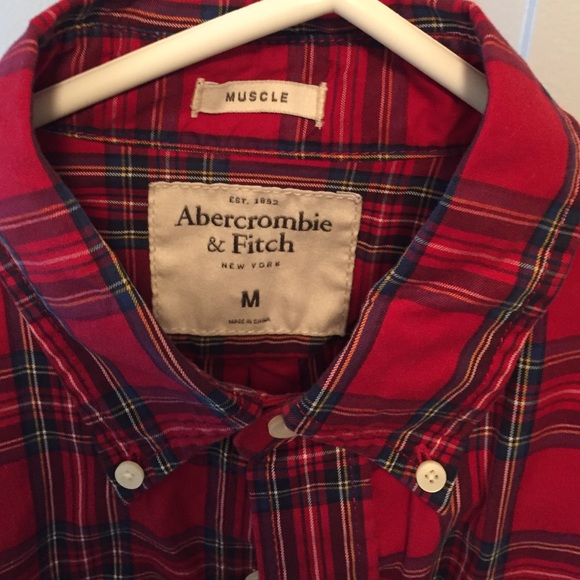 MUSCLE
EST. 1892
Abercrombie
& Fitch
NEW YORK
M
MADE IN CHINA